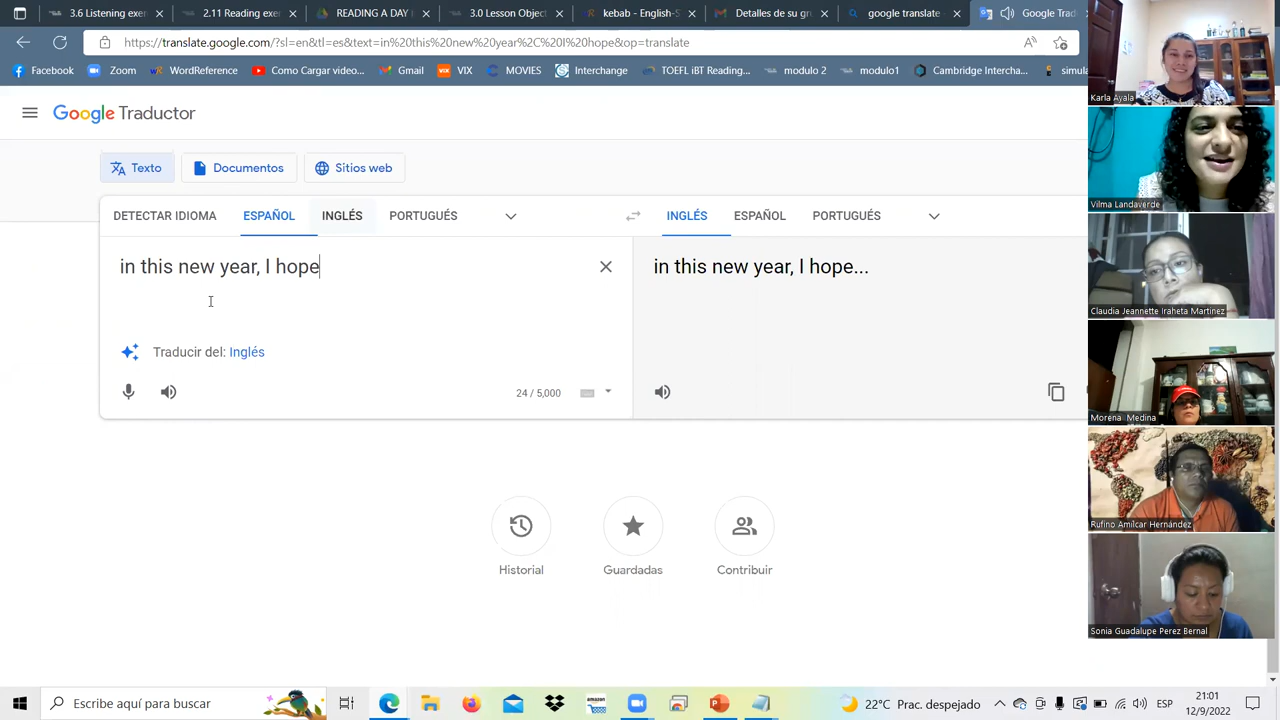 3.6 Listening exer
2.11 Reading exer
READING A DAY
3.0 Lesson Object
kebab - English-S
Detalles de su gn
google translate -
Google Trad
https://translate.google.com/?sl=en&tl=es&text=in%20this%20new%20year%2C%20I%20hope&op=translate
Facebook
Zoom
WordReference
Como Cargar video...
Gmail
VIX
MOVIES
Interchange
TOEFL iBT Reading...
modulo 2
modulo1
Cambridge intercha...
simula
Google Traductor
Texto
Documentos
Sitios web
DETECTAR IDIOMA
ESPAÑOL
INGLÉS
PORTUGUÉS
INGLÉS
ESPAÑOL
PORTUGUÉS
in this new year, I hope
in this new year, I hope...
Traducir del: Inglés
24 / 5,000
Historial
Guardadas
Contribuir
Karla Ayala
Vilma Landaverde
Claudia Jeannette Iraheta Martinez
Morena Medina
Rufino Amílcar Hernández
Sonia Guadalupe Perez Bernal
Escribe aquí para buscar
amazon
22°C Prac. despejado
ESP
21:01
12/9/2022